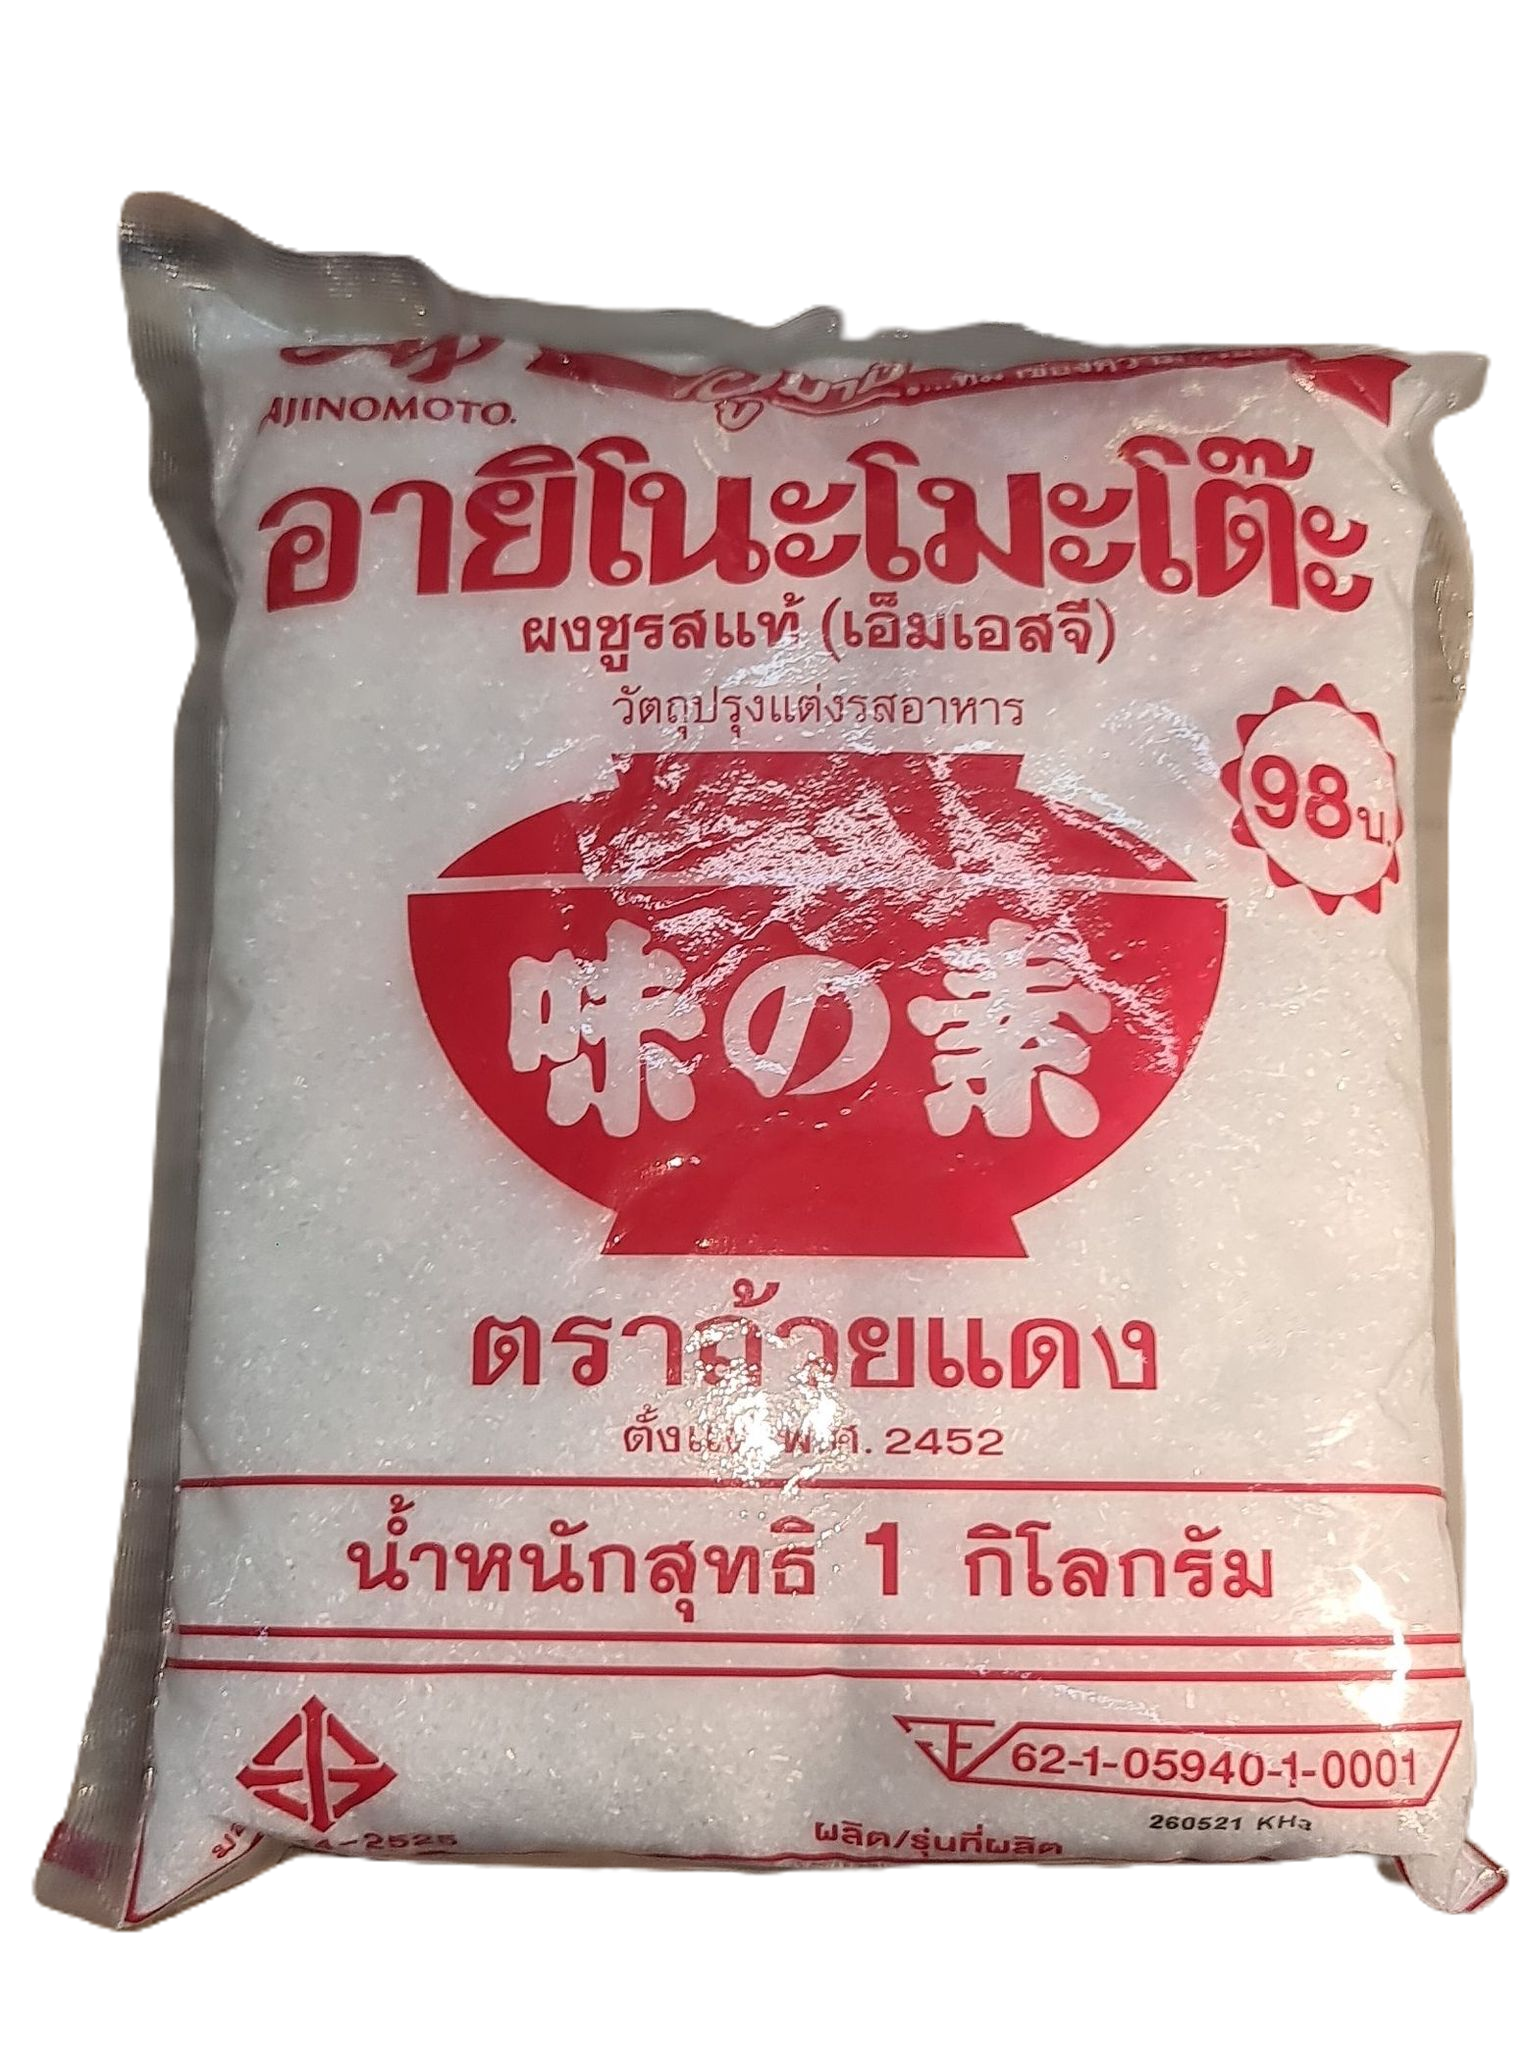 AJINOMOTO.
อายิโนะโมะโต๊ะ
ผงชูรสแท้ (เอ็มเอสจี)
วัตถุปรุงแต่งรสอาหาร
98บ.
味の素
ตราถ้วยแดง
พ.ศ. 2452
น้ำหนักสุทธิ 1 กิโลกรัม
62-1-05940-1-0001
260521 KHa
ผลิต/รุ่นที่ผลิต